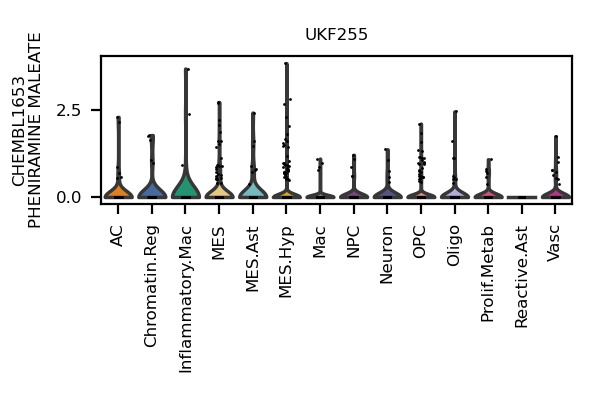 UKF255
CHEMBL1653
PHENIRAMINE MALEATE
2.5
0.0
AC
Chromatin.Reg
Inflammatory.Mac
MES
MES.Ast
MES.Hyp
Mac
NPC
Neuron
OPC
Oligo
Prolif.Metab
Reactive.Ast
Vasc